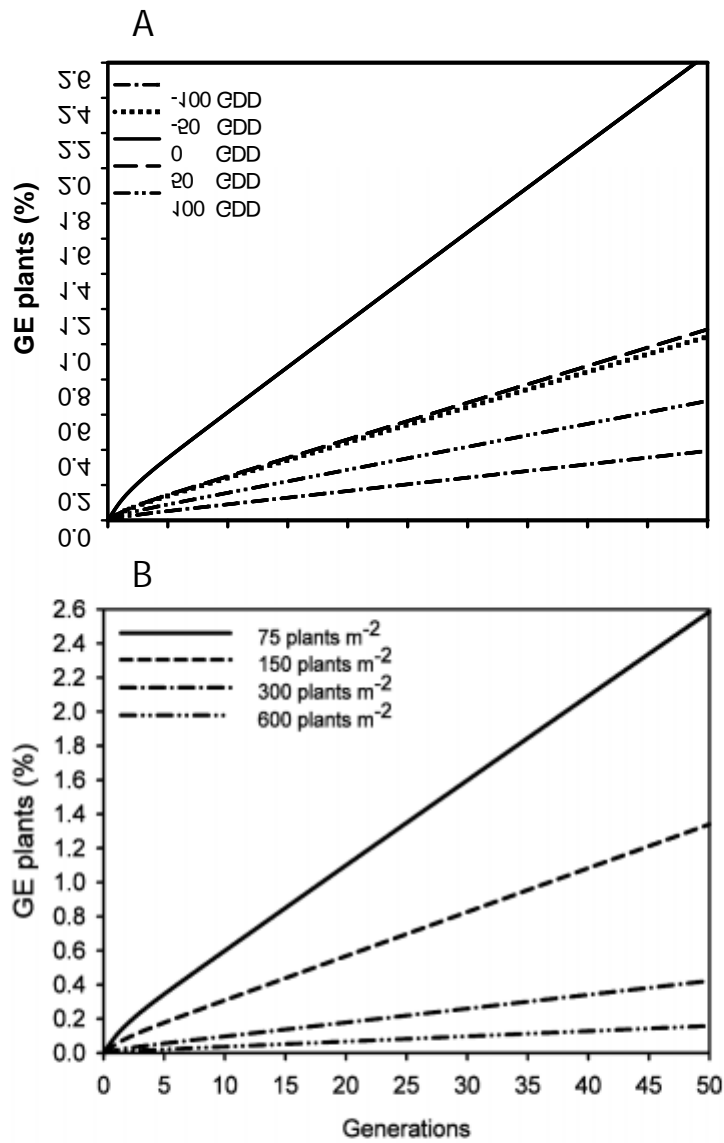 A
GE plants (%)
2.6
2.4
2.2
2.0
1.8
1.6
1.4
1.2
1.0
0.8
0.6
0.4
0.2
0.0
-100 GDD
-50 GDD
0 GDD
50 GDD
100 GDD
B
GE plants (%)
2.6
2.4
2.2
2.0
1.8
1.6
1.4
1.2
1.0
0.8
0.6
0.4
0.2
0.0
75 plants m-2
150 plants m-2
300 plants m-2
600 plants m-2
0 5 10 15 20 25 30 35 40 45 50
Generations